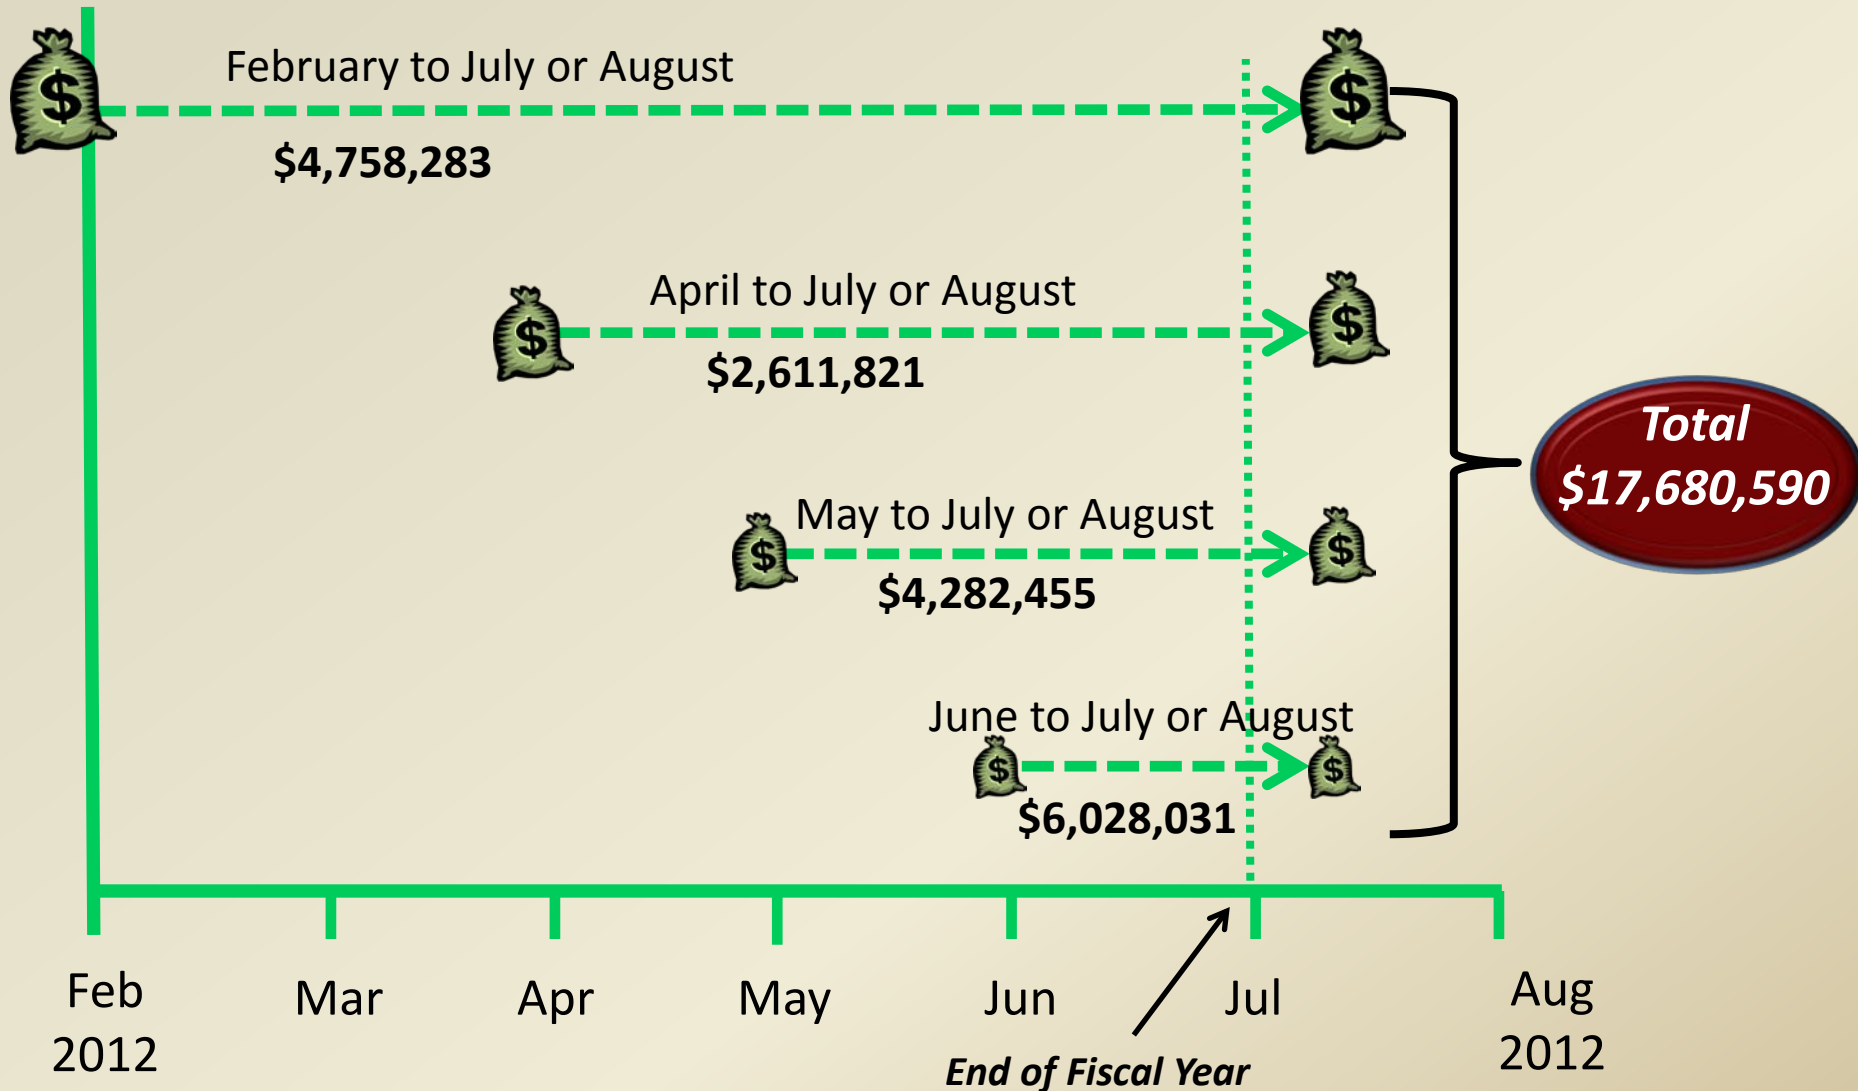 February to July or August
$4,758,283
April to July or August
$2,611,821
May to July or August
$4,282,455
June to July or August
$6,028,031
Total
$17,680,590
Feb
2012
Mar
Apr
May
Jun
Jul
Aug
2012
End of Fiscal Year
$
$
$
$
$
$
$
$